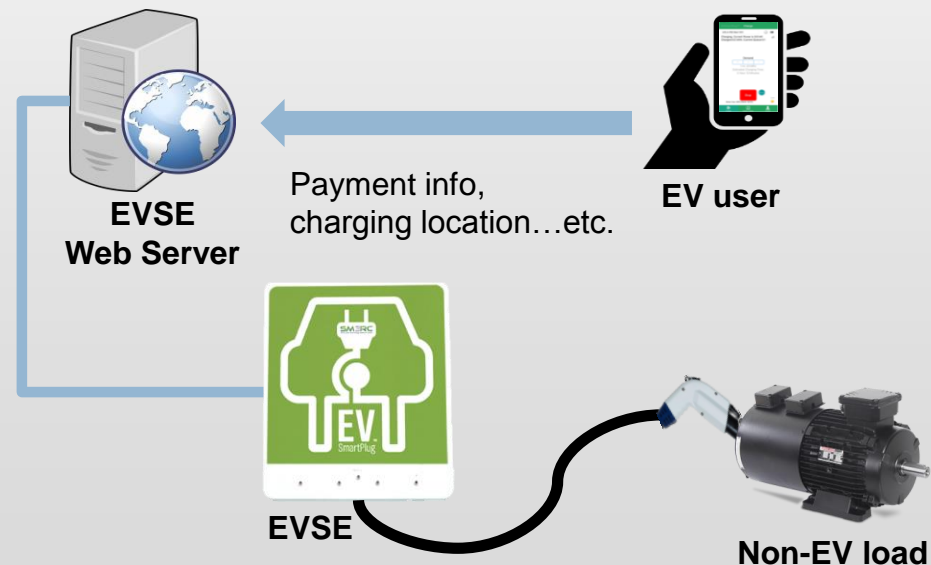 EVSE
Web Server
Payment info,
charging location…etc.
EV user
SMERC
EV
SmartPlug
EVSE
Non-EV load